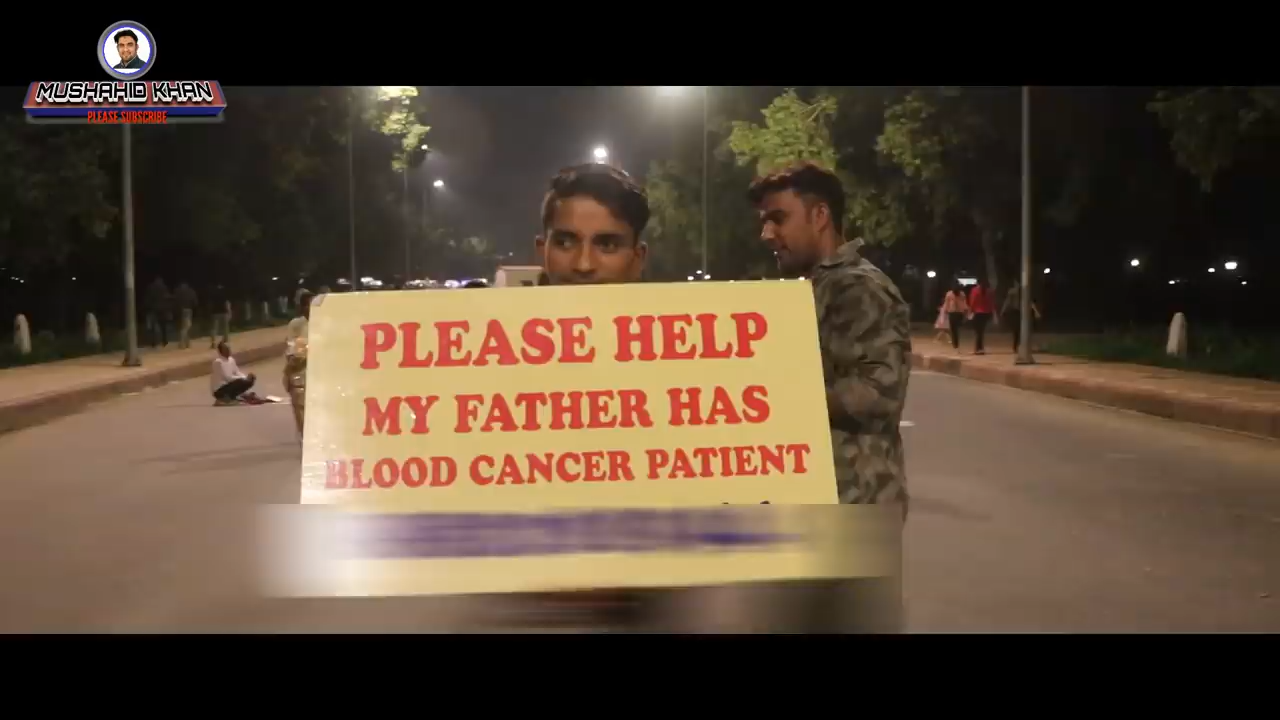 MUSHAHID KHAN
PLEASE SUBSCRIBE
PLEASE HELP
MY FATHER HAS
BLOOD CANCER PATIENT